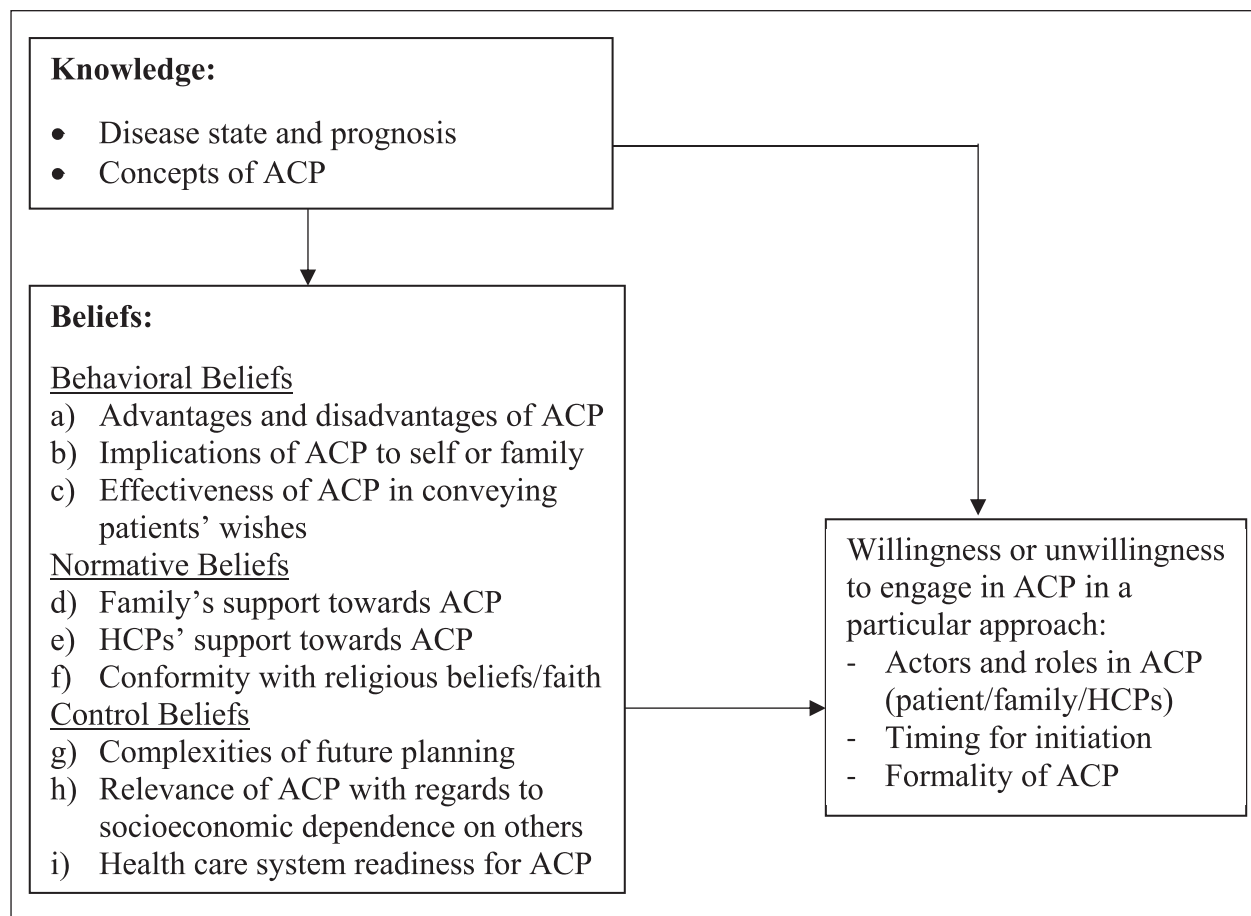 Knowledge:
• Disease state and prognosis
• Concepts of ACP
Beliefs:
Behavioral Beliefs
a) Advantages and disadvantages of ACP
b) Implications of ACP to self or family
c) Effectiveness of ACP in conveying
patients’ wishes
Normative Beliefs
d) Family’s support towards ACP
e) HCPs’ support towards ACP
f) Conformity with religious beliefs/faith
Control Beliefs
g) Complexities of future planning
h) Relevance of ACP with regards to
socioeconomic dependence on others
i) Health care system readiness for ACP
Willingness or unwillingness
to engage in ACP in a
particular approach:
- Actors and roles in ACP
(patient/family/HCPs)
- Timing for initiation
- Formality of ACP